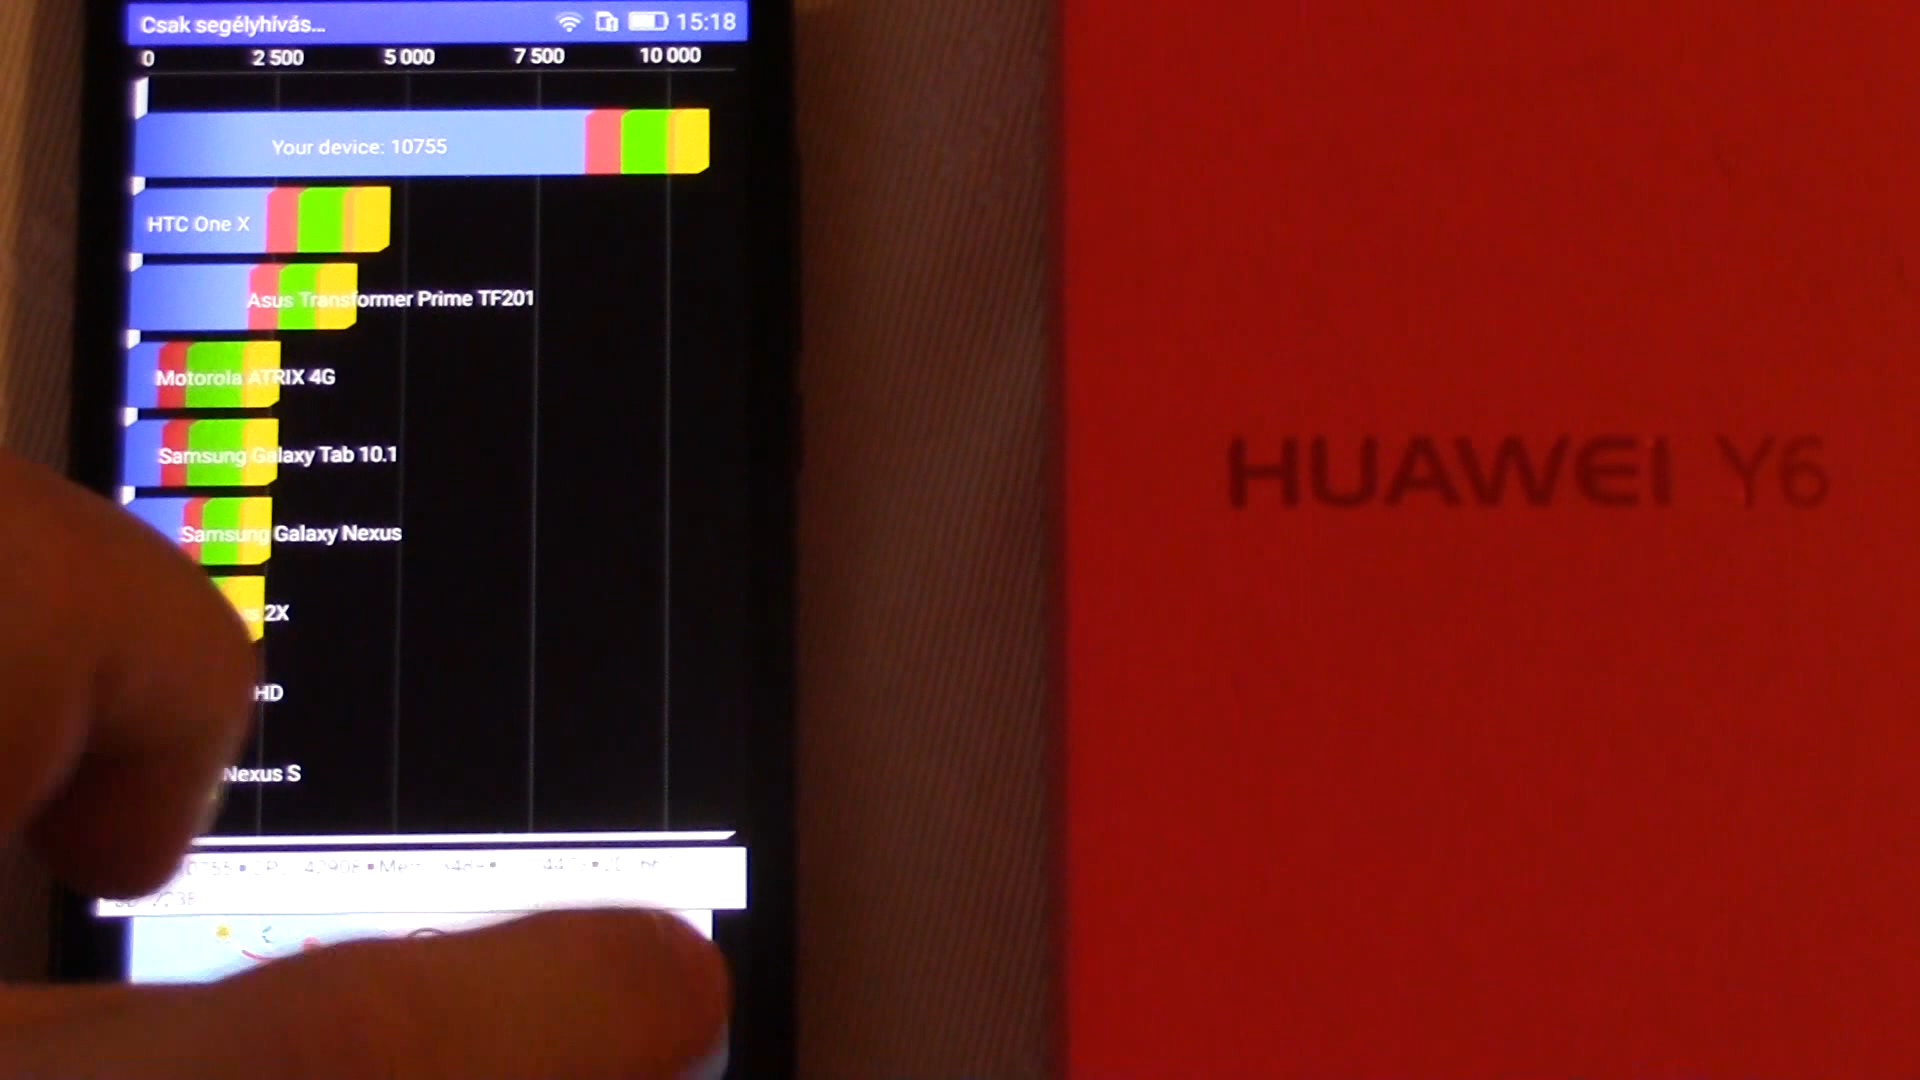 Csak segélyhívás... 15:18
0 2 500 5 000 7 500 10 000
Your device: 10755
HTC One X
Asus Transformer Prime TF201
Motorola ATRIX 4G
Samsung Galaxy Tab 10.1
Samsung Galaxy Nexus
2X
HD
Nexus S
HUAWEI Y6